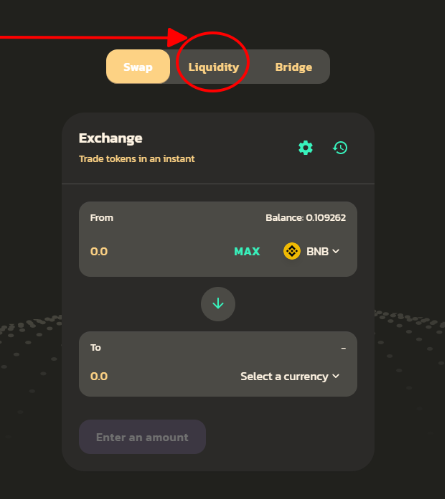 Swap Liquidity Bridge
Exchange
Trade tokens in an instant
From Balance: 0.109262
0.0 MAX BNB
To -
0.0 Select a currency
Enter an amount